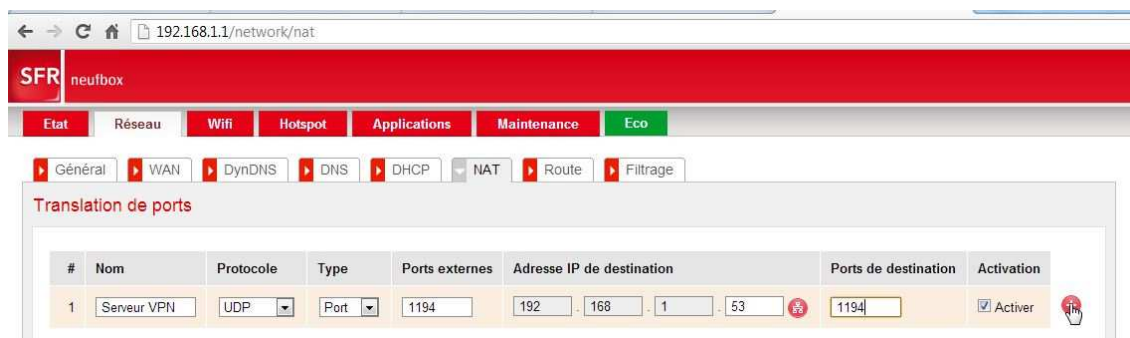 192.168.1.1/network/nat
SFR neufbox
Etat Réseau Wifi Hotspot Applications Maintenance Eco
Général WAN DynDNS DNS DHCP NAT Route Filtrage
Translation de ports
# Nom Protocole Type Ports externes Adresse IP de destination Ports de destination Activation
1 Serveur VPN UDP Port 1194 192 . 168 . 1 . 53 1194 Activer